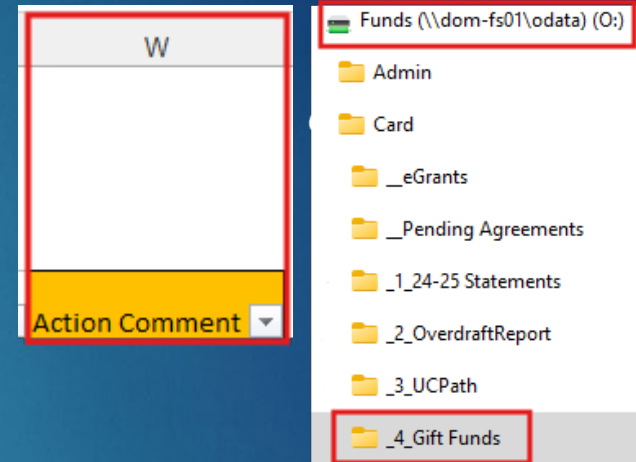 W
Action Comment
Funds (\\dom-fs01\odata) (O:)
Admin
Card
__eGrants
__Pending Agreements
_1_24-25 Statements
_2_OverdraftReport
_3_UCPath
_4_Gift Funds